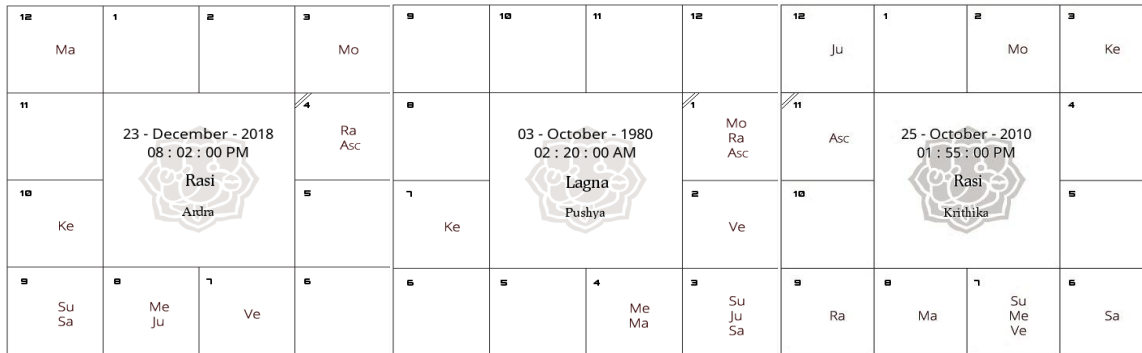 12 1 2 3
Ma Mo
11 4
Ra
Asc
23 - December - 2018
08 : 02 : 00 PM
Rasi
Ardra
10 5
Ke
9 8 7 6
Su
Sa
Me
Ju
Ve
9 10 11 12
8 1
Mo
Ra
Asc
03 - October - 1980
02 : 20 : 00 AM
Lagna
Pushya
7 2
Ke Ve
6 5 4 3
Me
Ma
Su
Ju
Sa
12 1 2 3
Ju Mo Ke
11 4
Asc
25 - October - 2010
01 : 55 : 00 PM
Rasi
Krithika
10 5
9 8 7 6
Ra Ma
Su
Me
Ve
Sa